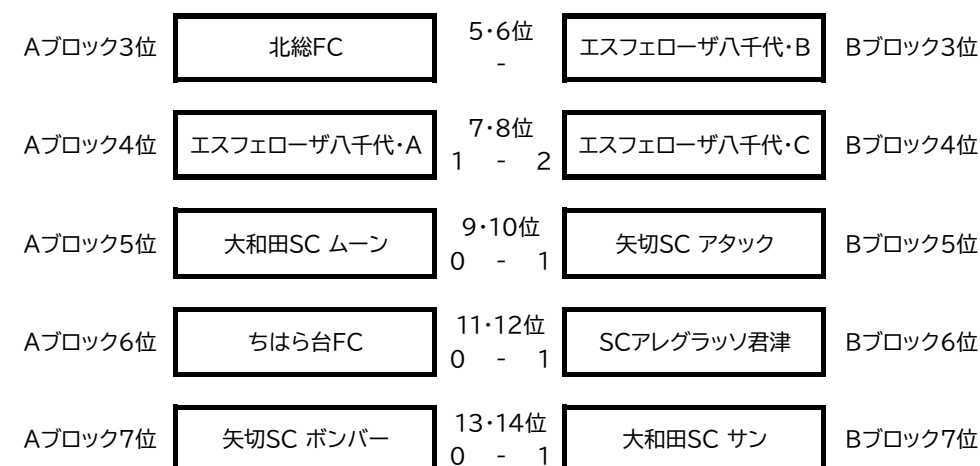 Aブロック3位 北総FC 5・6位 エスフェローザ八千代・B Bブロック3位
-
Aブロック4位 エスフェローザ八千代・A 7・8位 エスフェローザ八千代・C Bブロック4位
1 - 2
Aブロック5位 大和田SC ムーン 9・10位 矢切SC アタック Bブロック5位
0 - 1
Aブロック6位 ちはら台FC 11・12位 SCアレグラッソ君津 Bブロック6位
0 - 1
Aブロック7位 矢切SC ボンバー 13・14位 大和田SC サン Bブロック7位
0 - 1